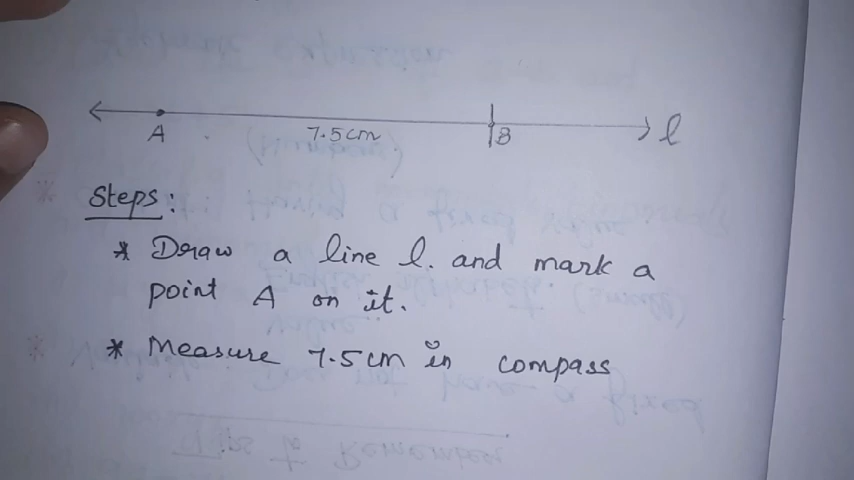 A 7.5cm B l
Steps:
* Draw a line l. and mark a
point A on it.
* Measure 7.5cm in compass